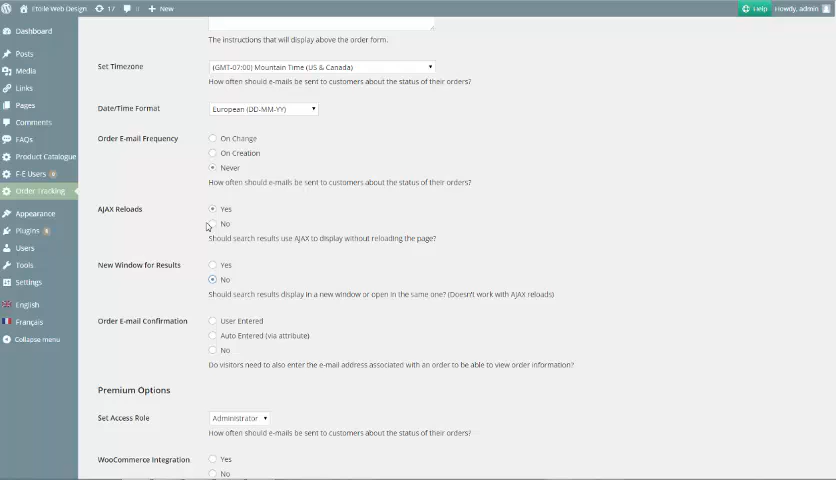 Etoile Web Design
17
New
Help
Howdy, admin
Dashboard
Posts
Media
Links
Pages
Comments
FAQs
Product Catalogue
F-E Users
Order Tracking
Appearance
Plugins
Users
Tools
Settings
English
Français
Collapse menu
The instructions that will display above the order form.
Set Timezone
(GMT-07:00) Mountain Time (US & Canada)
How often should e-mails be sent to customers about the status of their orders?
Date/Time Format
European (DD-MM-YY)
Order E-mail Frequency
On Change
On Creation
Never
How often should e-mails be sent to customers about the status of their orders?
AJAX Reloads
Yes
No
Should search results use AJAX to display without reloading the page?
New Window for Results
Yes
No
Should search results display in a new window or open in the same one? (Doesn't work with AJAX reloads)
Order E-mail Confirmation
User Entered
Auto Entered (via attribute)
No
Do visitors need to also enter the e-mail address associated with an order to be able to view order information?
Premium Options
Set Access Role
Administrator
How often should e-mails be sent to customers about the status of their orders?
WooCommerce Integration
Yes
No